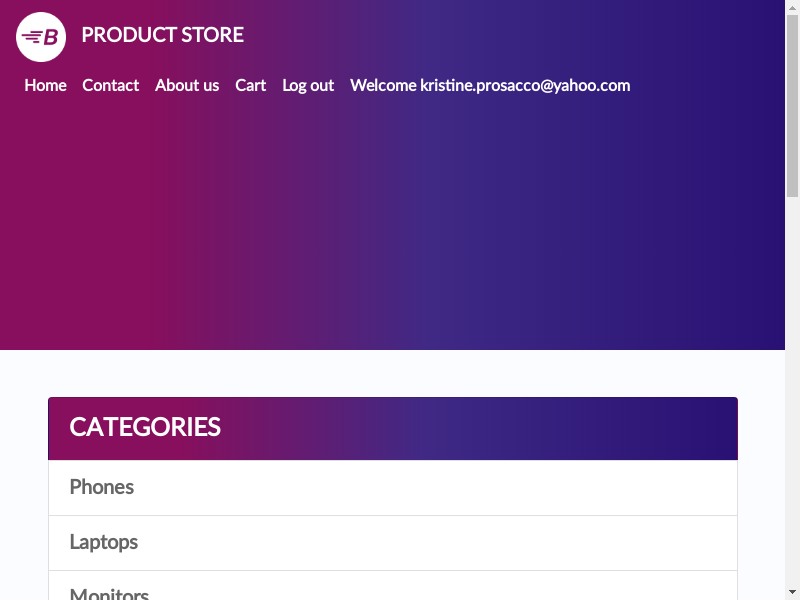 B PRODUCT STORE
Home Contact About us Cart Log out Welcome kristine.prosacco@yahoo.com
CATEGORIES
Phones
Laptops
Monitors